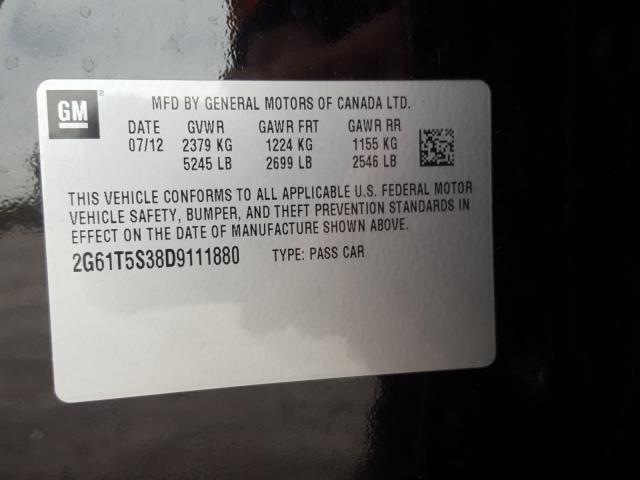 GM
MFD BY GENERAL MOTORS OF CANADA LTD.
DATE GVWR GAWR FRT GAWR RR
07/12 2379 KG 1224 KG 1155 KG
5245 LB 2699 LB 2546 LB
THIS VEHICLE CONFORMS TO ALL APPLICABLE U.S. FEDERAL MOTOR
VEHICLE SAFETY, BUMPER, AND THEFT PREVENTION STANDARDS IN
EFFECT ON THE DATE OF MANUFACTURE SHOWN ABOVE.
2G61T5S38D9111880 TYPE: PASS CAR